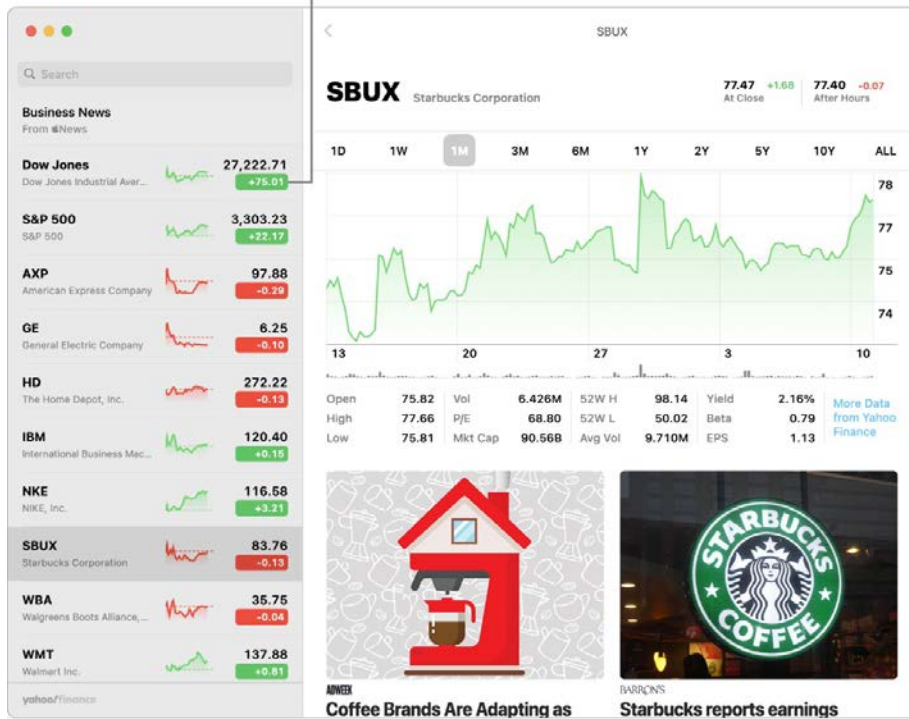 Search
Business News
From News
Dow Jones 27,222.71
Dow Jones Industrial Aver... +75.01
S&P 500 3,303.23
S&P 500 +22.17
AXP 97.88
American Express Company -0.29
GE 6.25
General Electric Company -0.10
HD 272.22
The Home Depot, Inc. -0.13
IBM 120.40
International Business Mac... +0.15
NKE 116.58
NIKE, Inc. +3.21
SBUX 83.76
Starbucks Corporation -0.13
WBA 35.75
Walgreens Boots Alliance,... -0.04
WMT 137.88
Walmart Inc. +0.81
yahoo/finance
SBUX
SBUX Starbucks Corporation
77.47 +1.68 77.40 -0.07
At Close After Hours
1D 1W 1M 3M 6M 1Y 2Y 5Y 10Y ALL
78
77
75
74
13 20 27 3 10
Open 75.82 Vol 6.426M 52W H 98.14 Yield 2.16%
High 77.66 P/E 68.80 52W L 50.02 Beta 0.79
Low 75.81 Mkt Cap 90.56B Avg Vol 9.710M EPS 1.13
More Data
from Yahoo
Finance
STARBUCKS
COFFEE
ADWEEK
Coffee Brands Are Adapting as
BARRON'S
Starbucks reports earnings